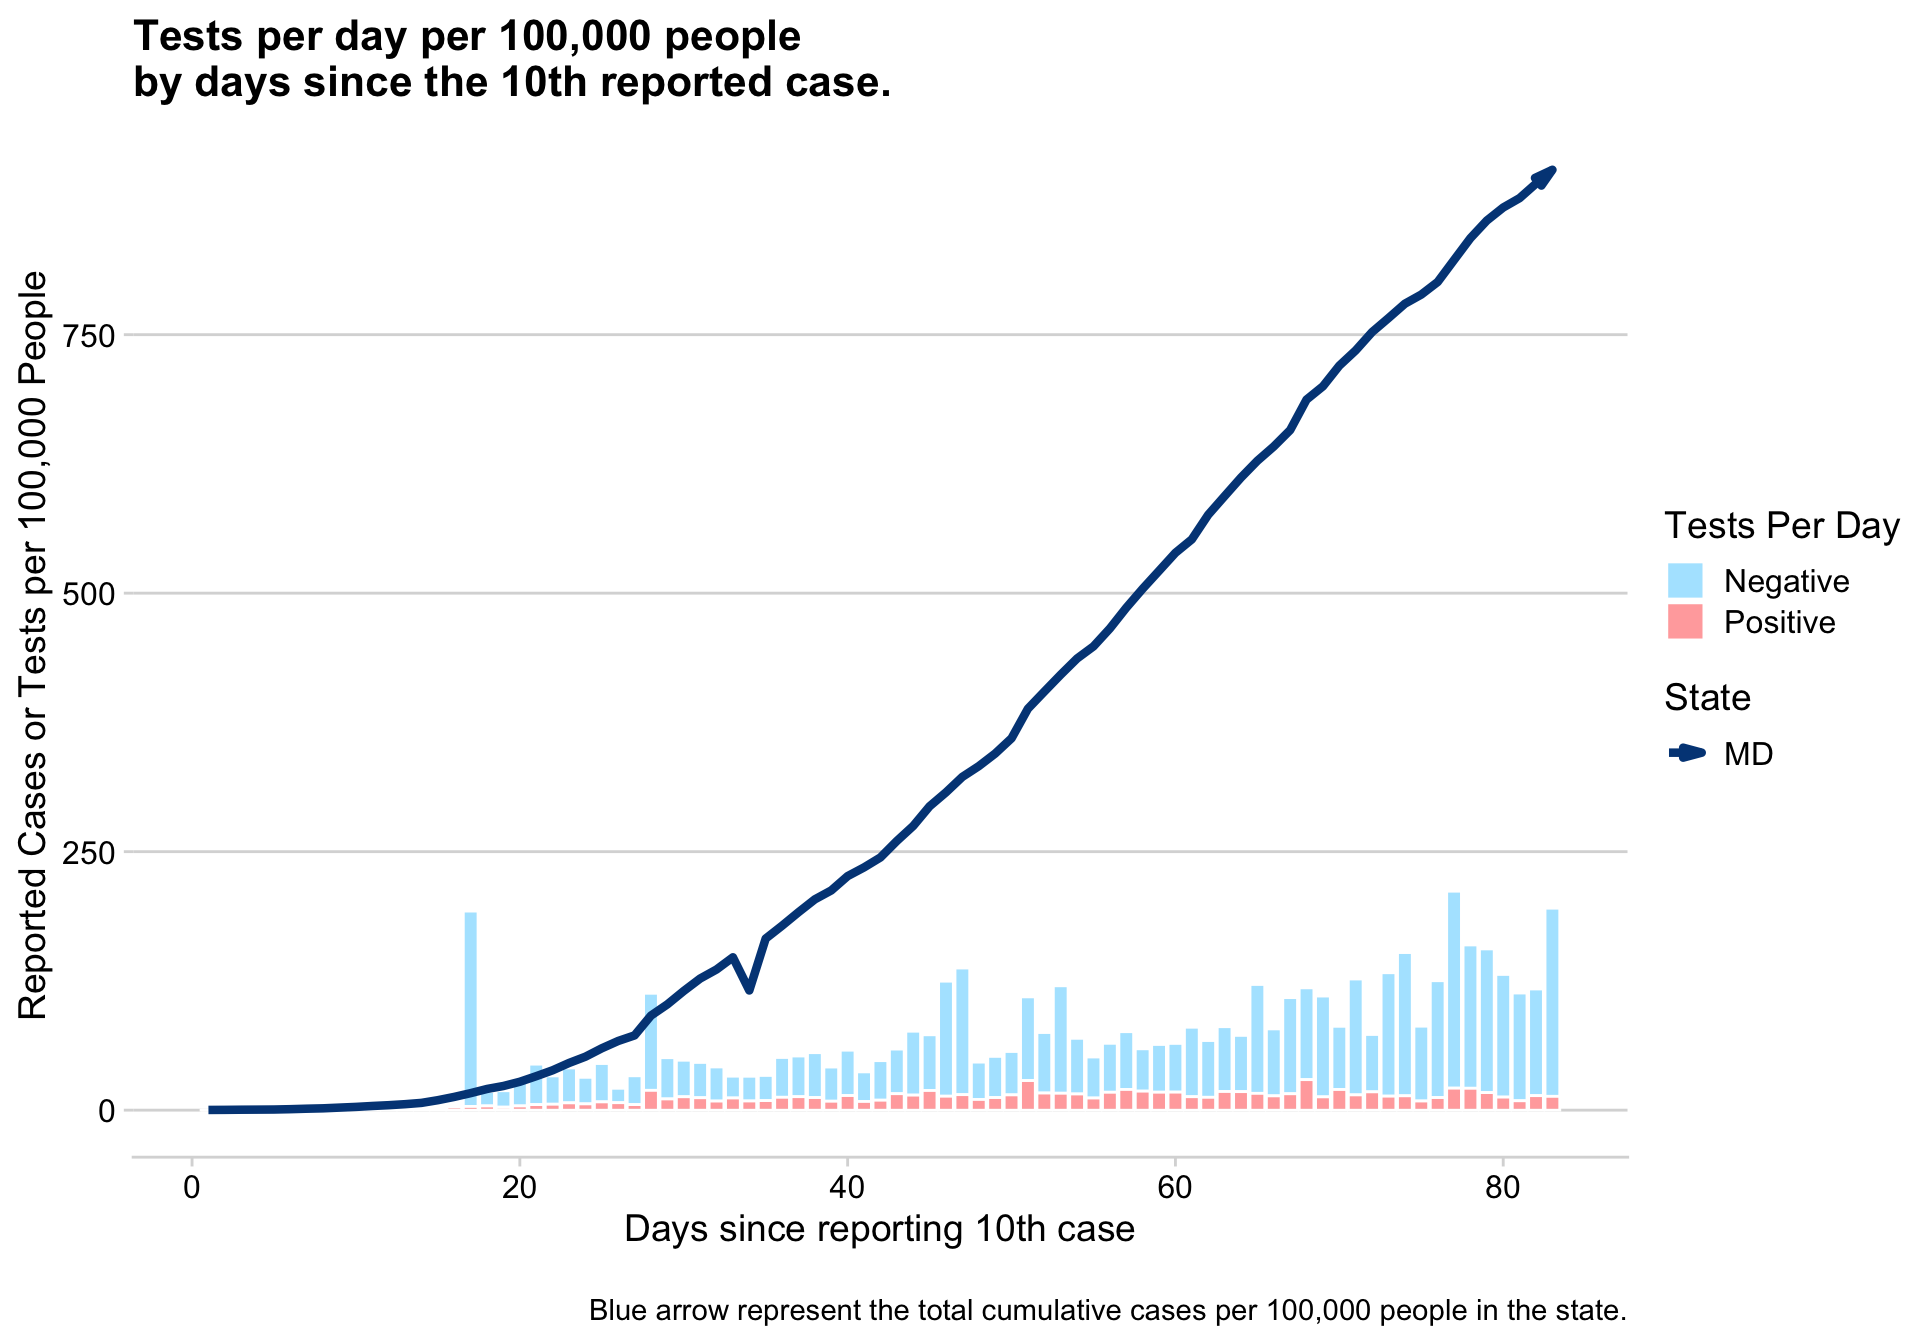 Tests per day per 100,000 people
by days since the 10th reported case.
Reported Cases or Tests per 100,000 People
750
500
250
0
0
20
40
60
80
Days since reporting 10th case
Tests Per Day
Negative
Positive
State
MD
Blue arrow represent the total cumulative cases per 100,000 people in the state.